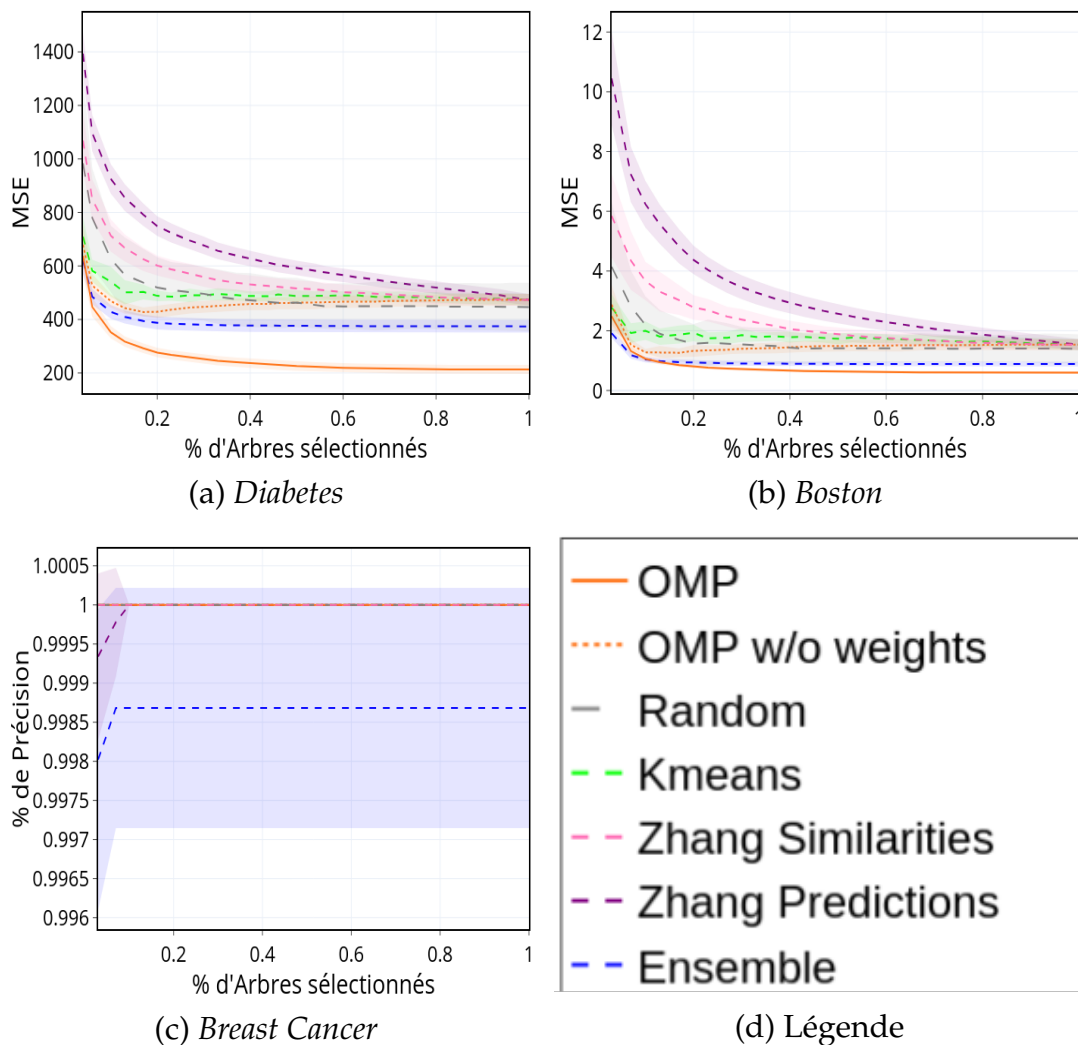 1400
1200
1000
800
600
400
200
MSE
0.2
0.4
0.6
0.8
1
% d'Arbres sélectionnés
(a) Diabetes
12
10
8
6
4
2
0
MSE
0.2
0.4
0.6
0.8
1
% d'Arbres sélectionnés
(b) Boston
1.0005
1
0.9995
0.999
0.9985
0.998
0.9975
0.997
0.9965
0.996
% de Précision
0.2
0.4
0.6
0.8
1
% d'Arbres sélectionnés
(c) Breast Cancer
OMP
OMP w/o weights
Random
Kmeans
Zhang Similarities
Zhang Predictions
Ensemble
(d) Légende